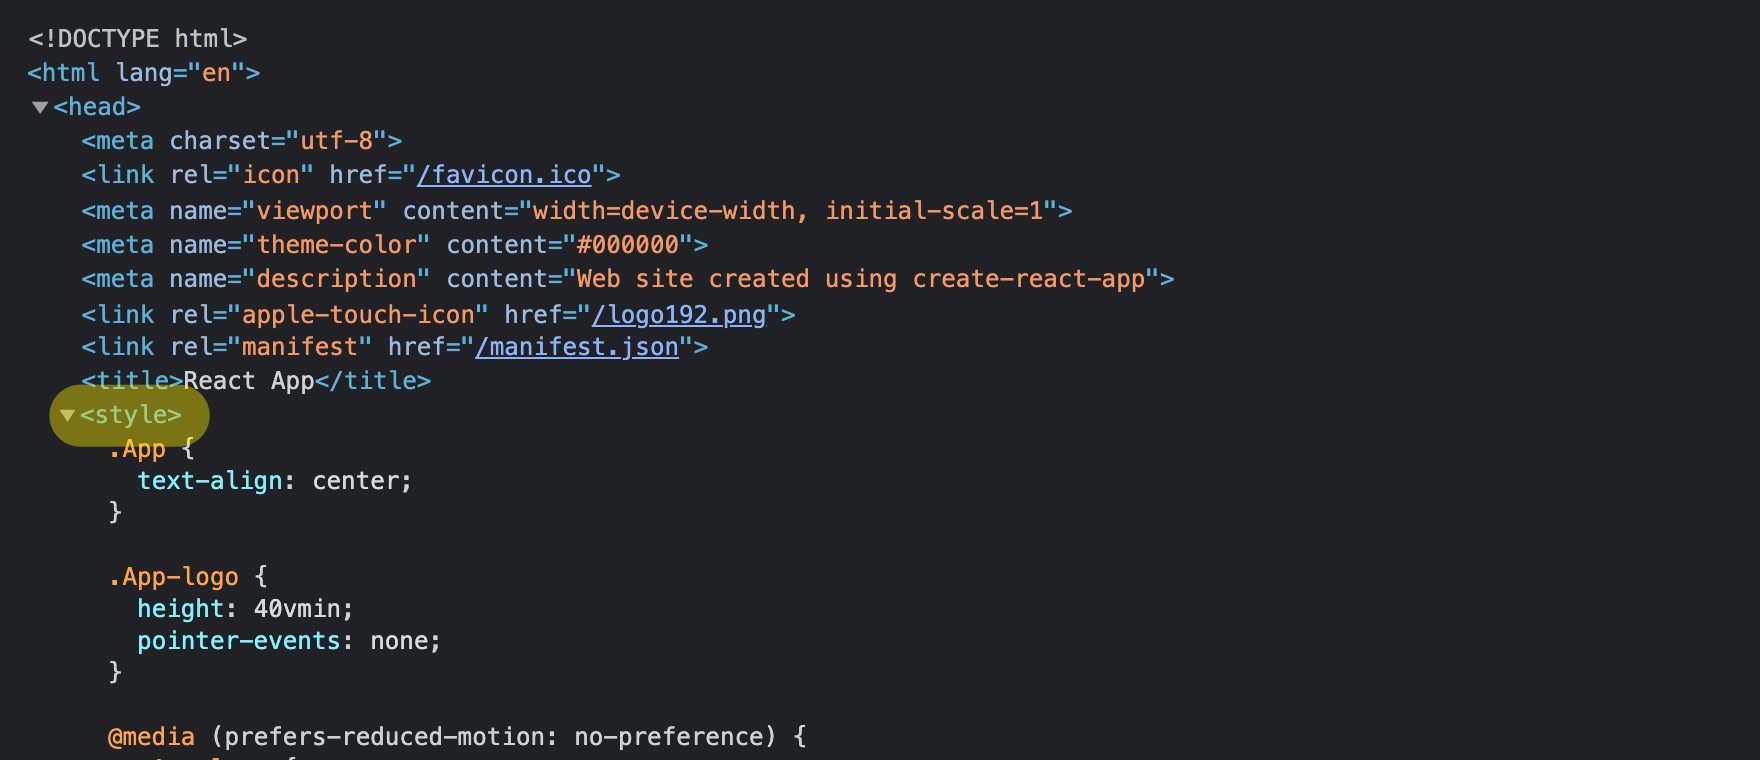 <!DOCTYPE html>
<html lang="en">
<head>
<meta charset="utf-8">
<link rel="icon" href="/favicon.ico">
<meta name="viewport" content="width=device-width, initial-scale=1">
<meta name="theme-color" content="#000000">
<meta name="description" content="Web site created using create-react-app">
<link rel="apple-touch-icon" href="/logo192.png">
<link rel="manifest" href="/manifest.json">
<title>React App</title>
<style>
.App {
text-align: center;
}
.App-logo {
height: 40vmin;
pointer-events: none;
}
@media (prefers-reduced-motion: no-preference) {